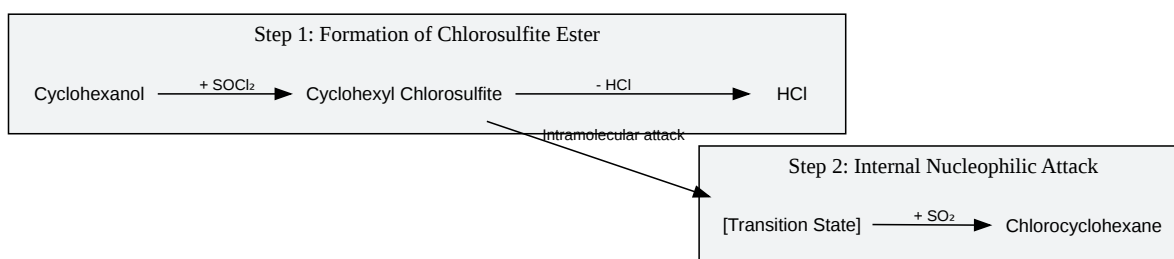 Step 1: Formation of Chlorosulfite Ester
Cyclohexanol
+ SOCl₂
Cyclohexyl Chlorosulfite
- HCl
HCl
Intramolecular attack
Step 2: Internal Nucleophilic Attack
[Transition State]
+ SO₂
Chlorocyclohexane